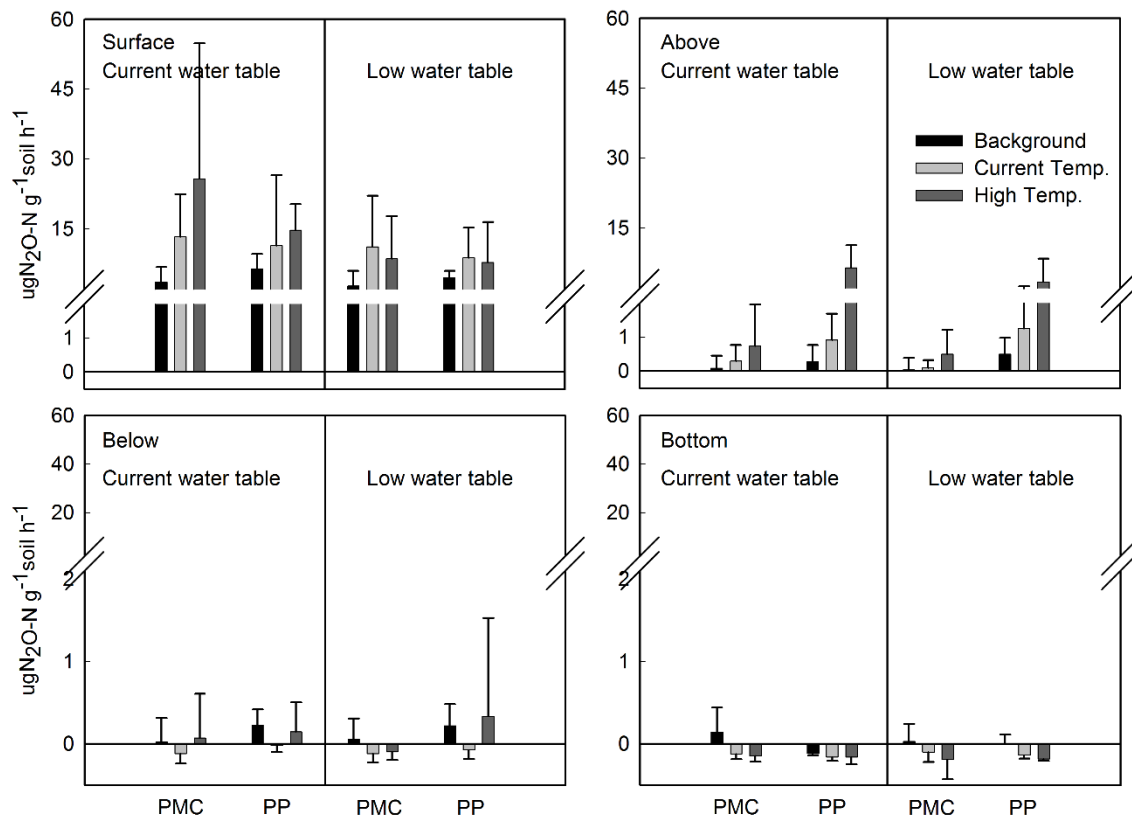 60
45
30
15
1
0
ugN2O-N g-1soil h-1
Surface
Current water table
Low water table
60
45
30
15
1
0
Above
Current water table
Low water table
Background
Current Temp.
High Temp.
60
40
20
2
1
0
ugN2O-N g-1soil h-1
Below
Current water table
Low water table
PMC
PP
PMC
PP
60
40
20
2
1
0
Bottom
Current water table
Low water table
PMC
PP
PMC
PP